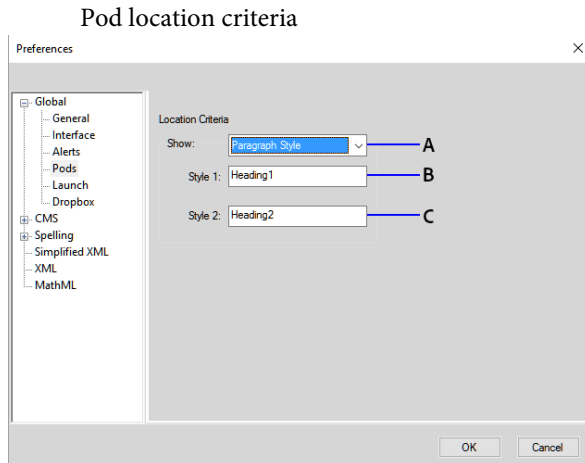 Pod location criteria
Preferences
Global
General
Interface
Alerts
Pods
Launch
Dropbox
CMS
Spelling
Simplified XML
XML
MathML
Location Criteria
Show: Paragraph Style A
Style 1: Heading1 B
Style 2: Heading2 C
OK Cancel